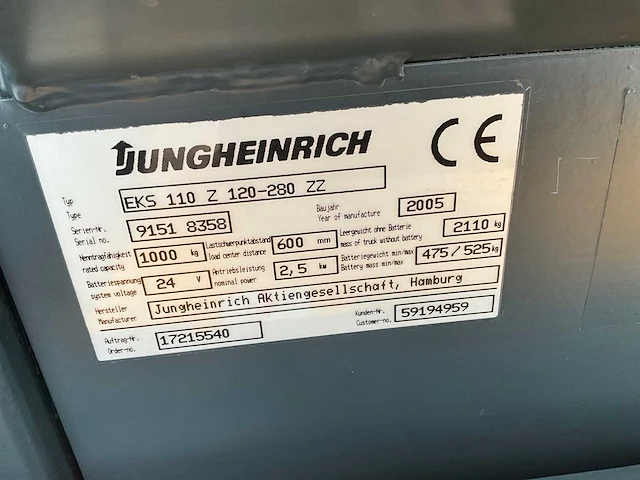 JUNGHEINRICH CE
Typ
Type EKS 110 Z 120-280 ZZ
Serien-Nr.
Serial no. 9151 8358
Baujahr
Year of manufacture 2005
Nenntragfähigkeit
rated capacity 1000 kg
Lastschwerpunktabstand
load center distance 600 mm
Leergewicht ohne Batterie
mass of truck without battery 2110 kg
Batteriespannung
system voltage 24 V
Antriebsleistung
nominal power 2,5 kw
Batteriegewicht min/max
Battery mass min/max 475/525 kg
Hersteller
Manufacturer Jungheinrich AKtiengesellschaft, Hamburg
Auftrag-Nr.
Order-no. 17215540
Kunden-Nr.
Customer-no. 59194959